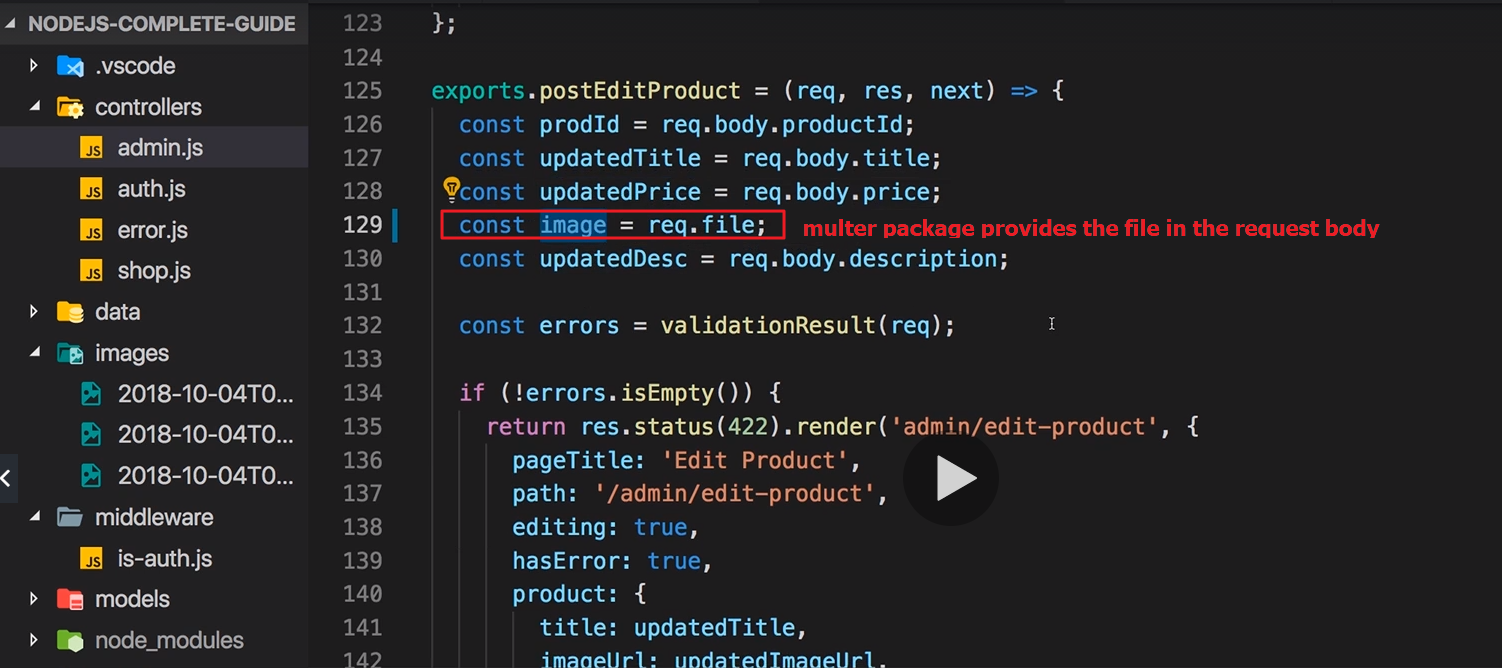 NODEJS-COMPLETE-GUIDE
.vscode
controllers
JS admin.js
JS auth.js
JS error.js
JS shop.js
data
images
2018-10-04T0...
2018-10-04T0...
2018-10-04T0...
middleware
JS is-auth.js
models
node_modules
123 };
124
125 exports.postEditProduct = (req, res, next) => {
126 const prodId = req.body.productId;
127 const updatedTitle = req.body.title;
128 const updatedPrice = req.body.price;
129 const image = req.file; multer package provides the file in the request body
130 const updatedDesc = req.body.description;
131
132 const errors = validationResult(req);
133
134 if (!errors.isEmpty()) {
135 return res.status(422).render('admin/edit-product', {
136 pageTitle: 'Edit Product',
137 path: '/admin/edit-product',
138 editing: true,
139 hasError: true,
140 product: {
141 title: updatedTitle,
142 imageUrl: updatedImageUrl,